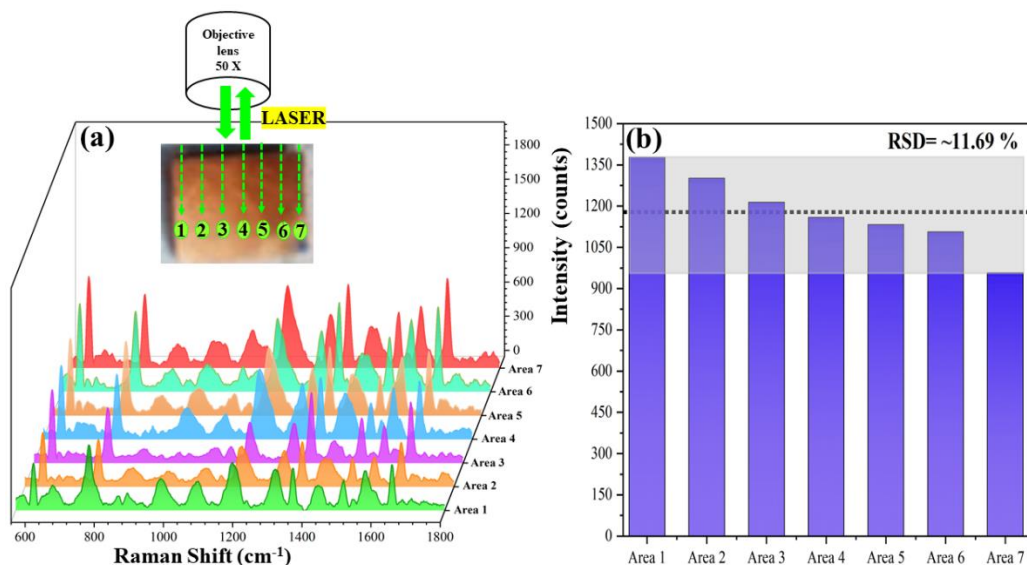 Objective
lens
50 X
LASER
(a)
1 2 3 4 5 6 7
1800
1500
1200
900
600
300
0
Area 7
Area 6
Area 5
Area 4
Area 3
Area 2
Area 1
600 800 1000 1200 1400 1600 1800
Raman Shift (cm⁻¹)
(b)
RSD= ~11.69 %
Intensity (counts)
1500
1350
1200
1050
900
750
600
450
300
150
0
Area 1 Area 2 Area 3 Area 4 Area 5 Area 6 Area 7